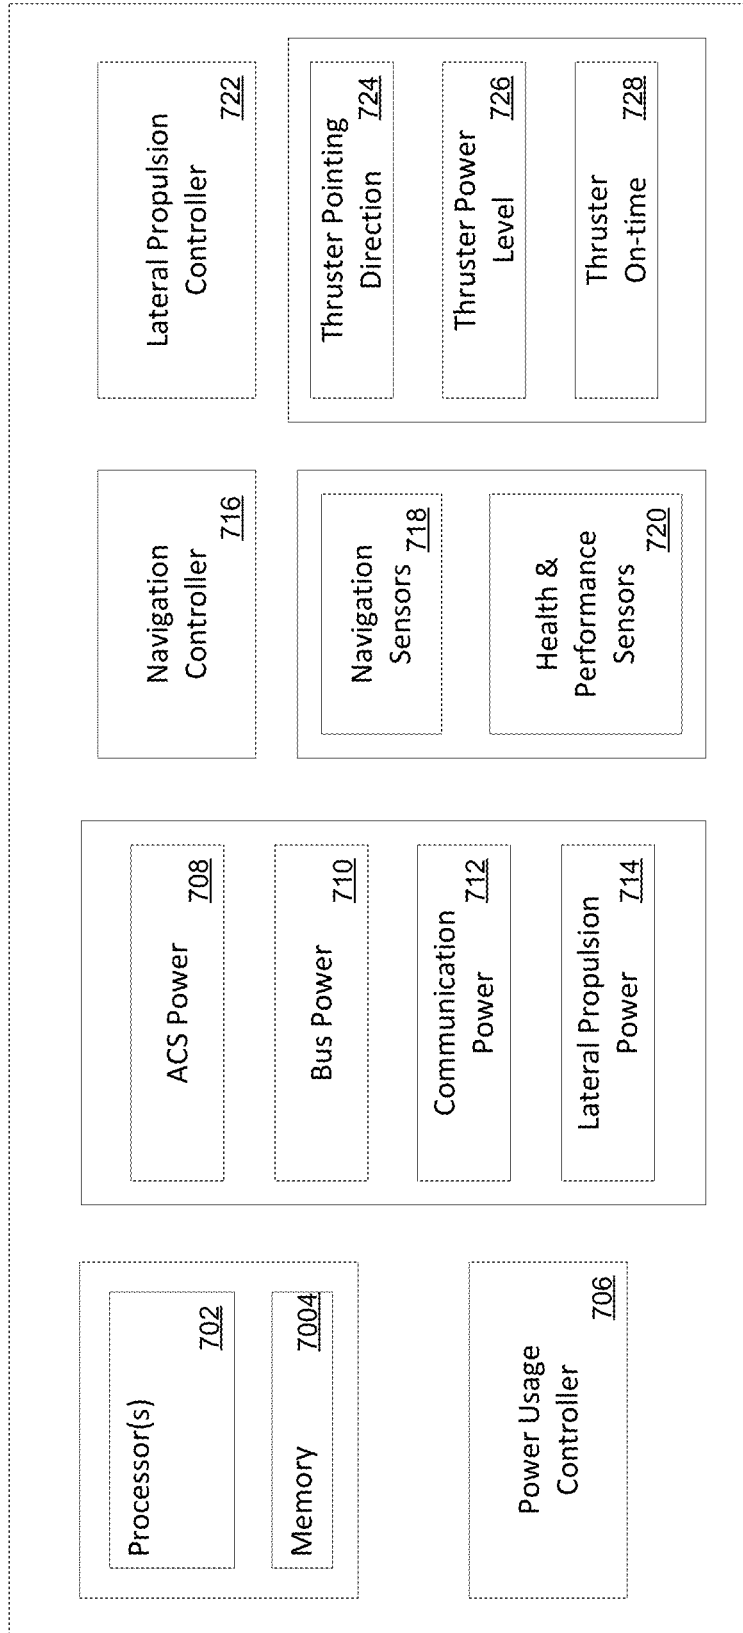 Processor(s)
702
Memory
7004
Power Usage
Controller
706
ACS Power
708
Bus Power
710
Communication
Power
712
Lateral Propulsion
Power
714
Navigation
Controller
716
Navigation
Sensors
718
Health &
Performance
Sensors
720
Lateral Propulsion
Controller
722
Thruster Pointing
Direction
724
Thruster Power
Level
726
Thruster
On-time
728